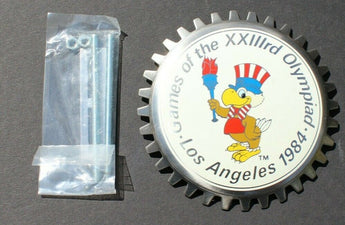 ·Games of the XXIIIrd Olympiad·
Los Angeles 1984
TM